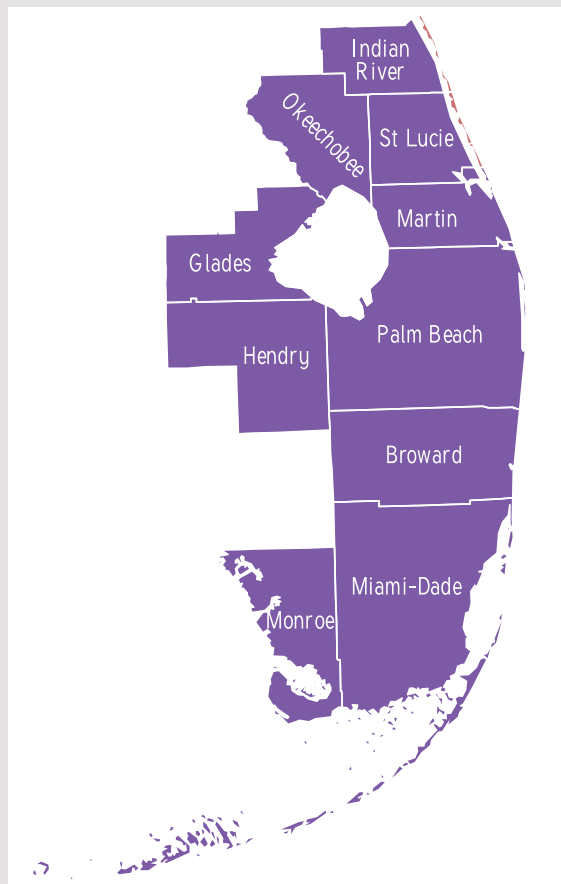 Indian
River
Okeechobee
St Lucie
Martin
Glades
Palm Beach
Hendry
Broward
Miami-Dade
Monroe